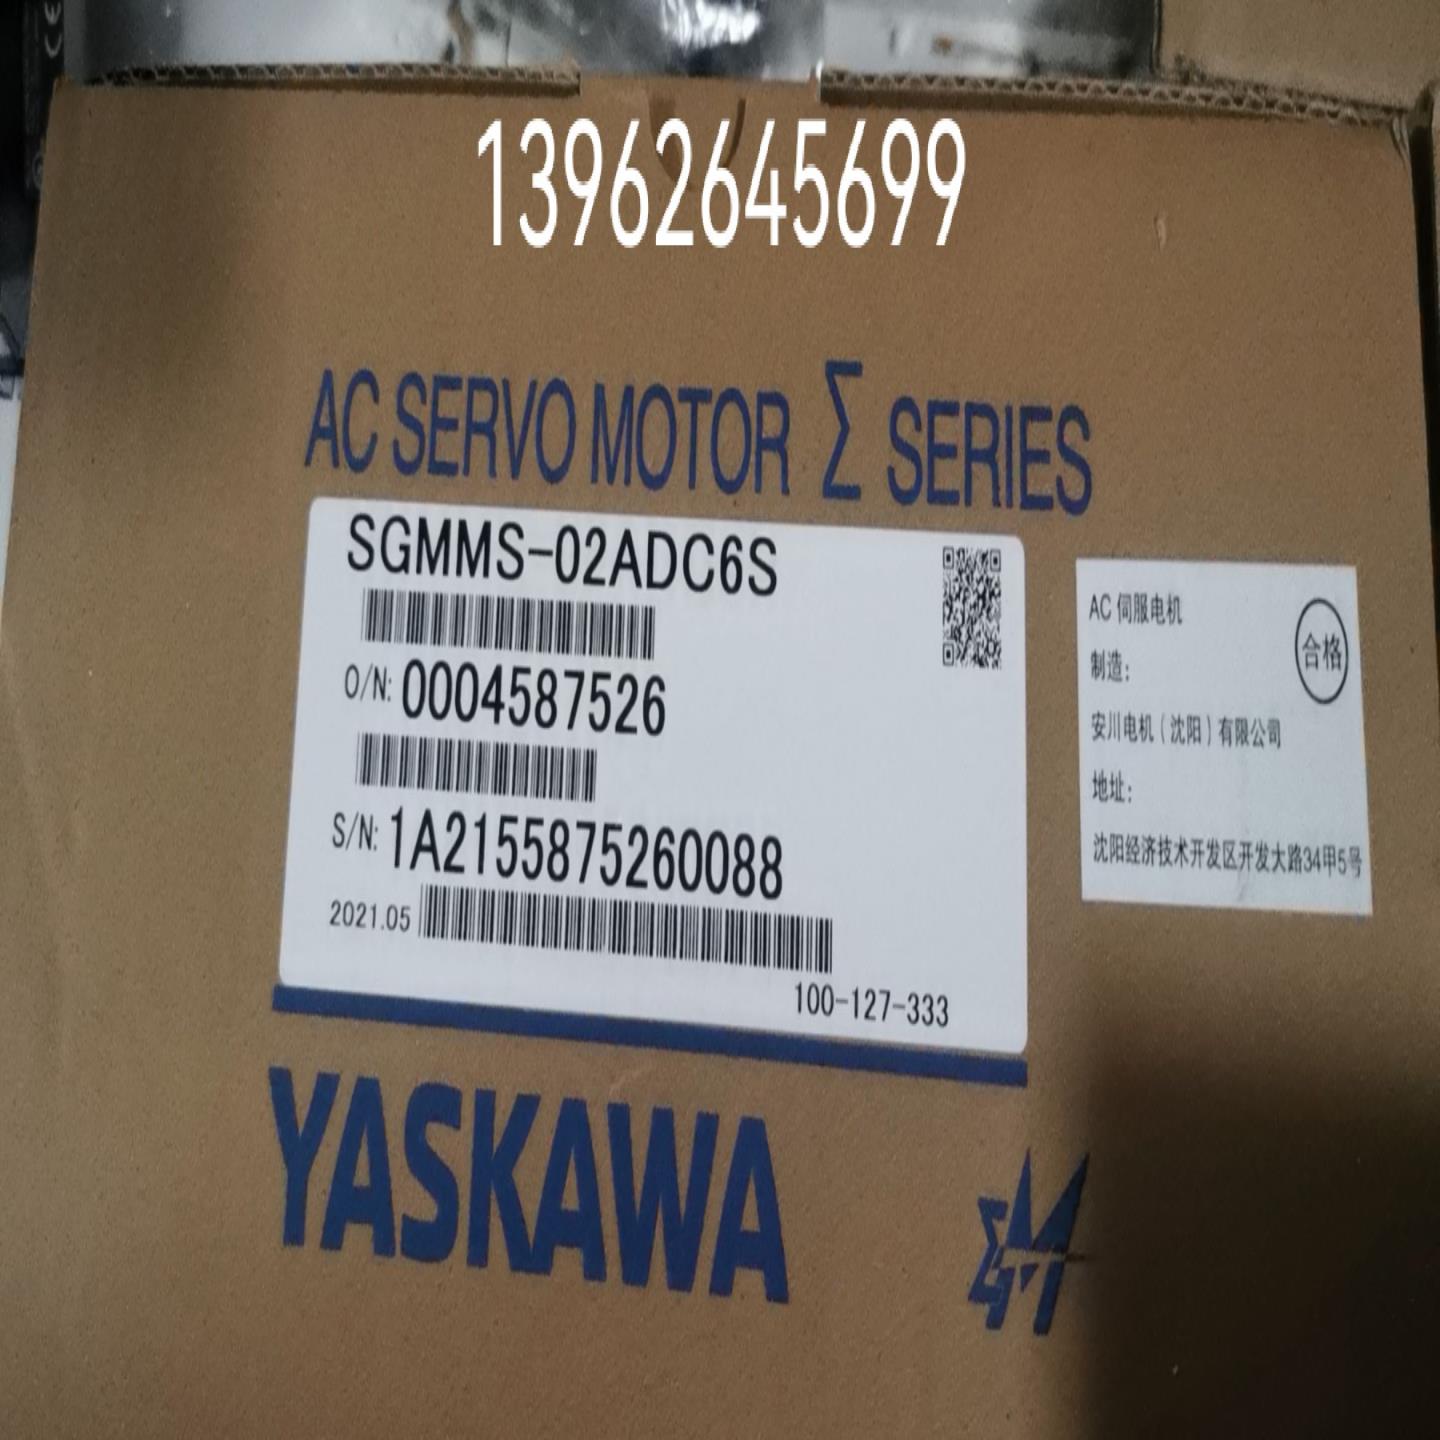 13962645699
AC SERVO MOTOR Σ SERIES
SGMMS-02ADC6S
O/N: 0004587526
S/N: 1A2155875260088
2021.05
100-127-333
AC 伺服电机
合格
制造:
安川电机(沈阳)有限公司
地址:
沈阳经济技术开发区开发大路34甲5号
YASKAWA
ΣM
CE